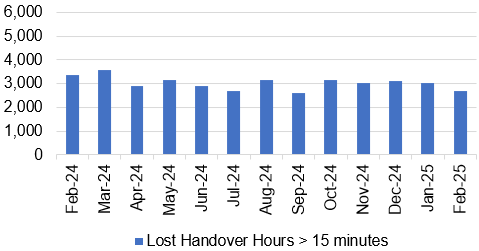 6,000
5,000
4,000
3,000
2,000
1,000
0
Feb-24
Mar-24
Apr-24
May-24
Jun-24
Jul-24
Aug-24
Sep-24
Oct-24
Nov-24
Dec-24
Jan-25
Feb-25
Lost Handover Hours > 15 minutes